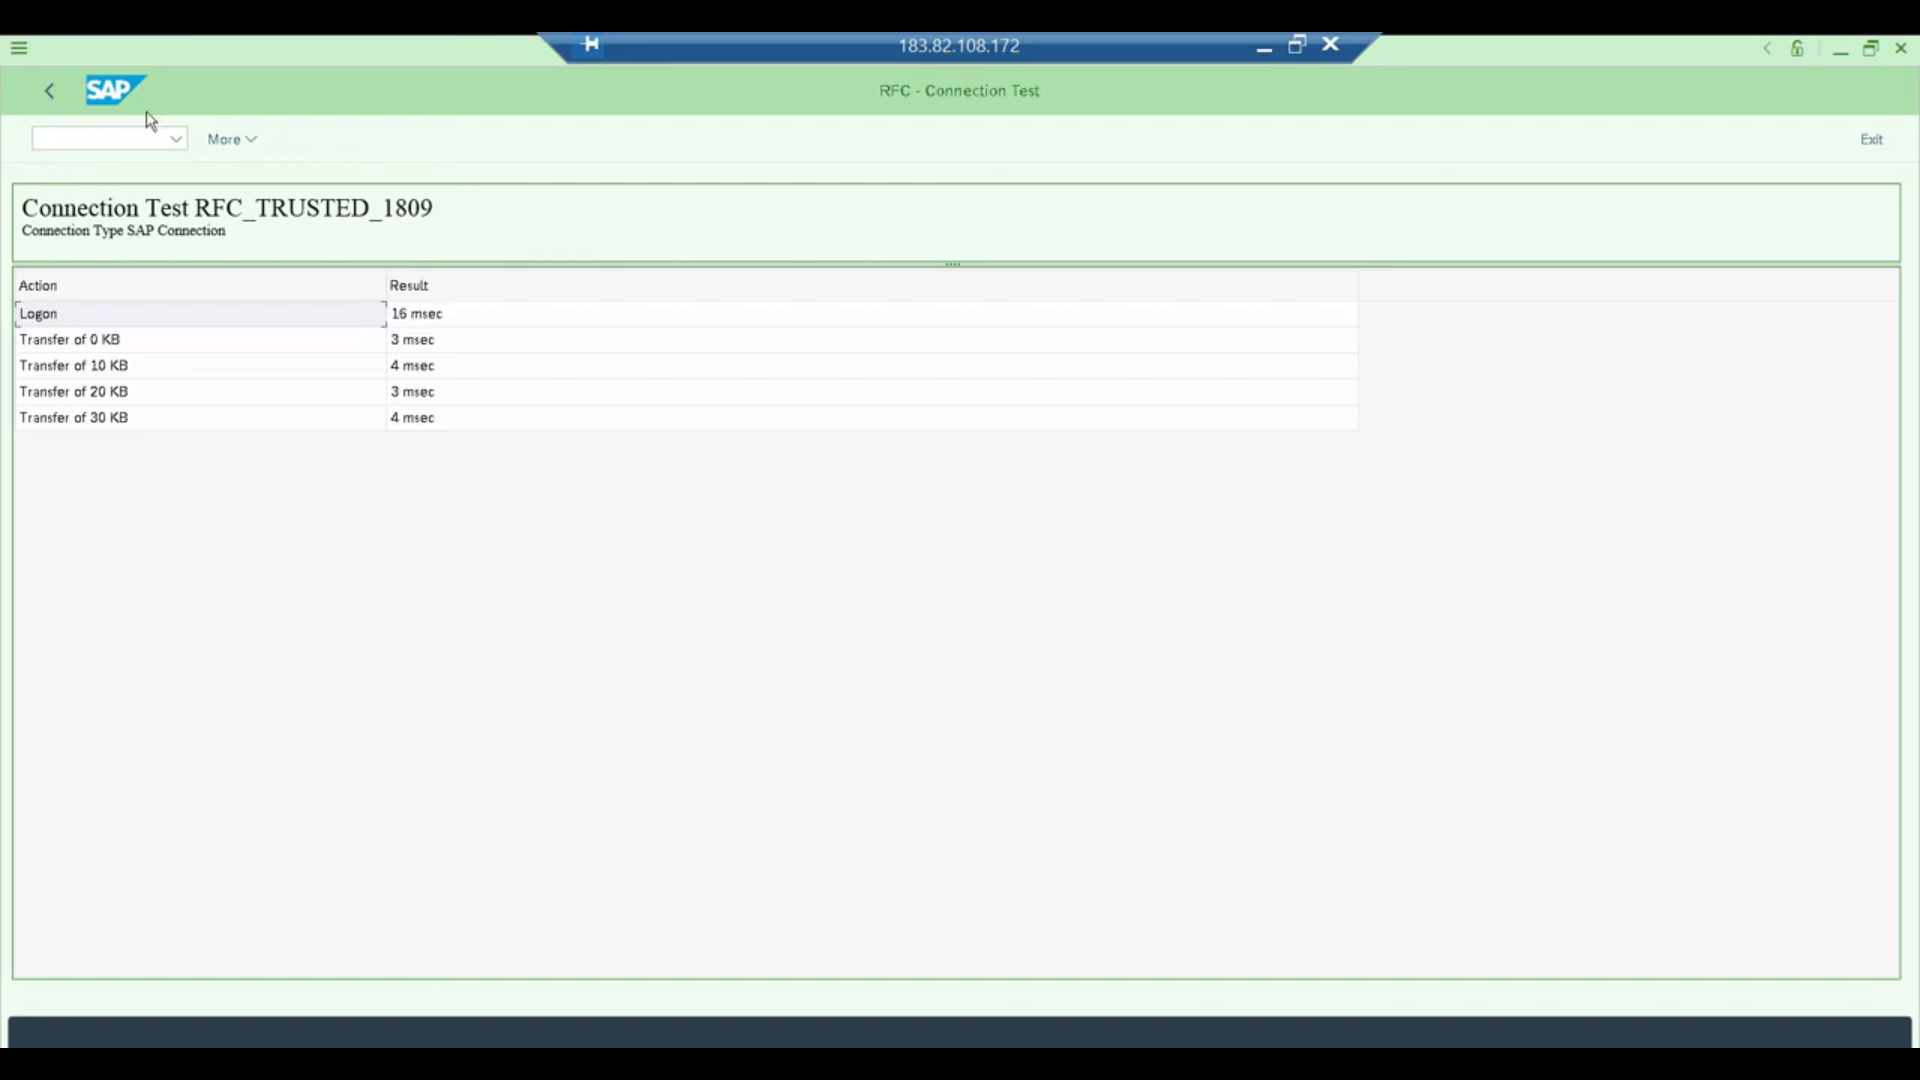 183.82.108.172
SAP
RFC - Connection Test
More
Exit
Connection Test RFC_TRUSTED_1809
Connection Type SAP Connection
Action Result
Logon 16 msec
Transfer of 0 KB 3 msec
Transfer of 10 KB 4 msec
Transfer of 20 KB 3 msec
Transfer of 30 KB 4 msec